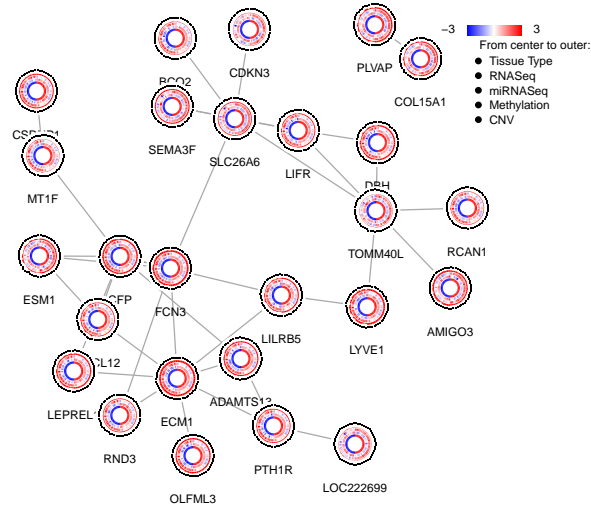 −3 3
From center to outer:
Tissue Type
RNASeq
miRNASeq
Methylation
CNV
PLVAP
COL15A1
CDKN3
SEMA3F
SLC26A6
LIFR
MT1F
TOMM40L
RCAN1
ESM1
FCN3
LILRB5
LYVE1
AMIGO3
ECM1
RND3
PTH1R
OLFML3
LOC222699